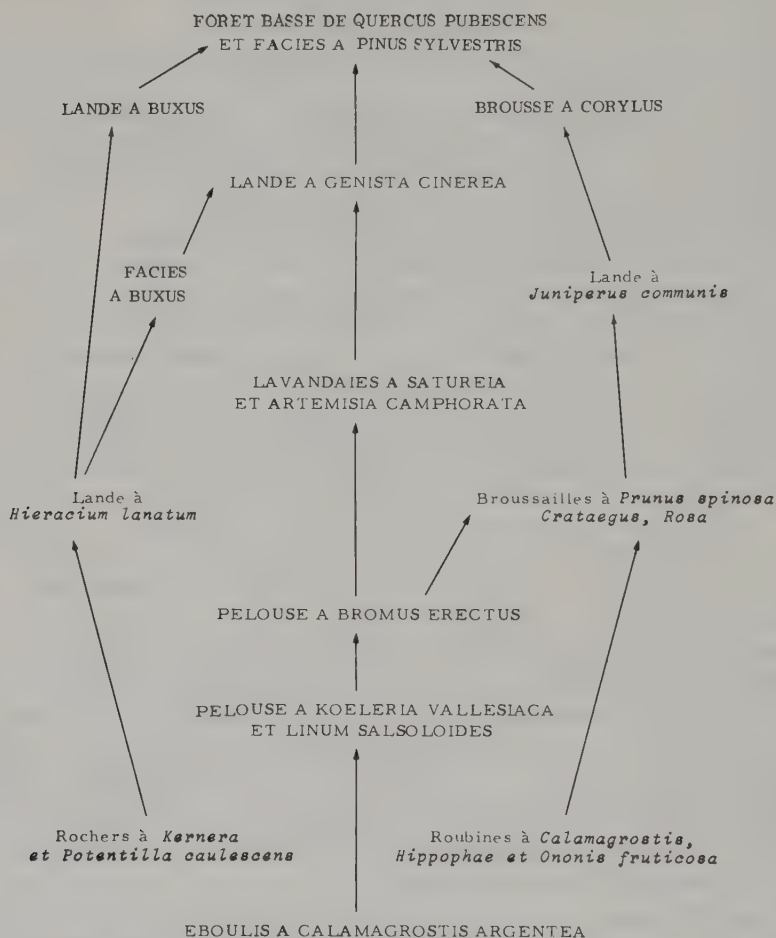 FORET BASSE DE QUERCUS PUBESCENS
ET FACIES A PINUS SYLVESTRIS
LANDE A BUXUS
BROUSSE A CORYLUS
LANDE A GENISTA CINEREA
FACIES
A BUXUS
Lande à
Juniperus communis
LAVANDAIES A SATUREIA
ET ARTEMISIA CAMPHORATA
Lande à
Hieracium lanatum
Broussailles à Prunus spinosa
Crataegus, Rosa
PELOUSE A BROMUS ERECTUS
PELOUSE A KOELERIA VALLESIACA
ET LINUM SALSOLOIDES
Rochers à Kernera
et Potentilla caulescens
Roubines à Calamagrostis,
Hippophae et Ononis fruticosa
EBOULIS A CALAMAGROSTIS ARGENTEA